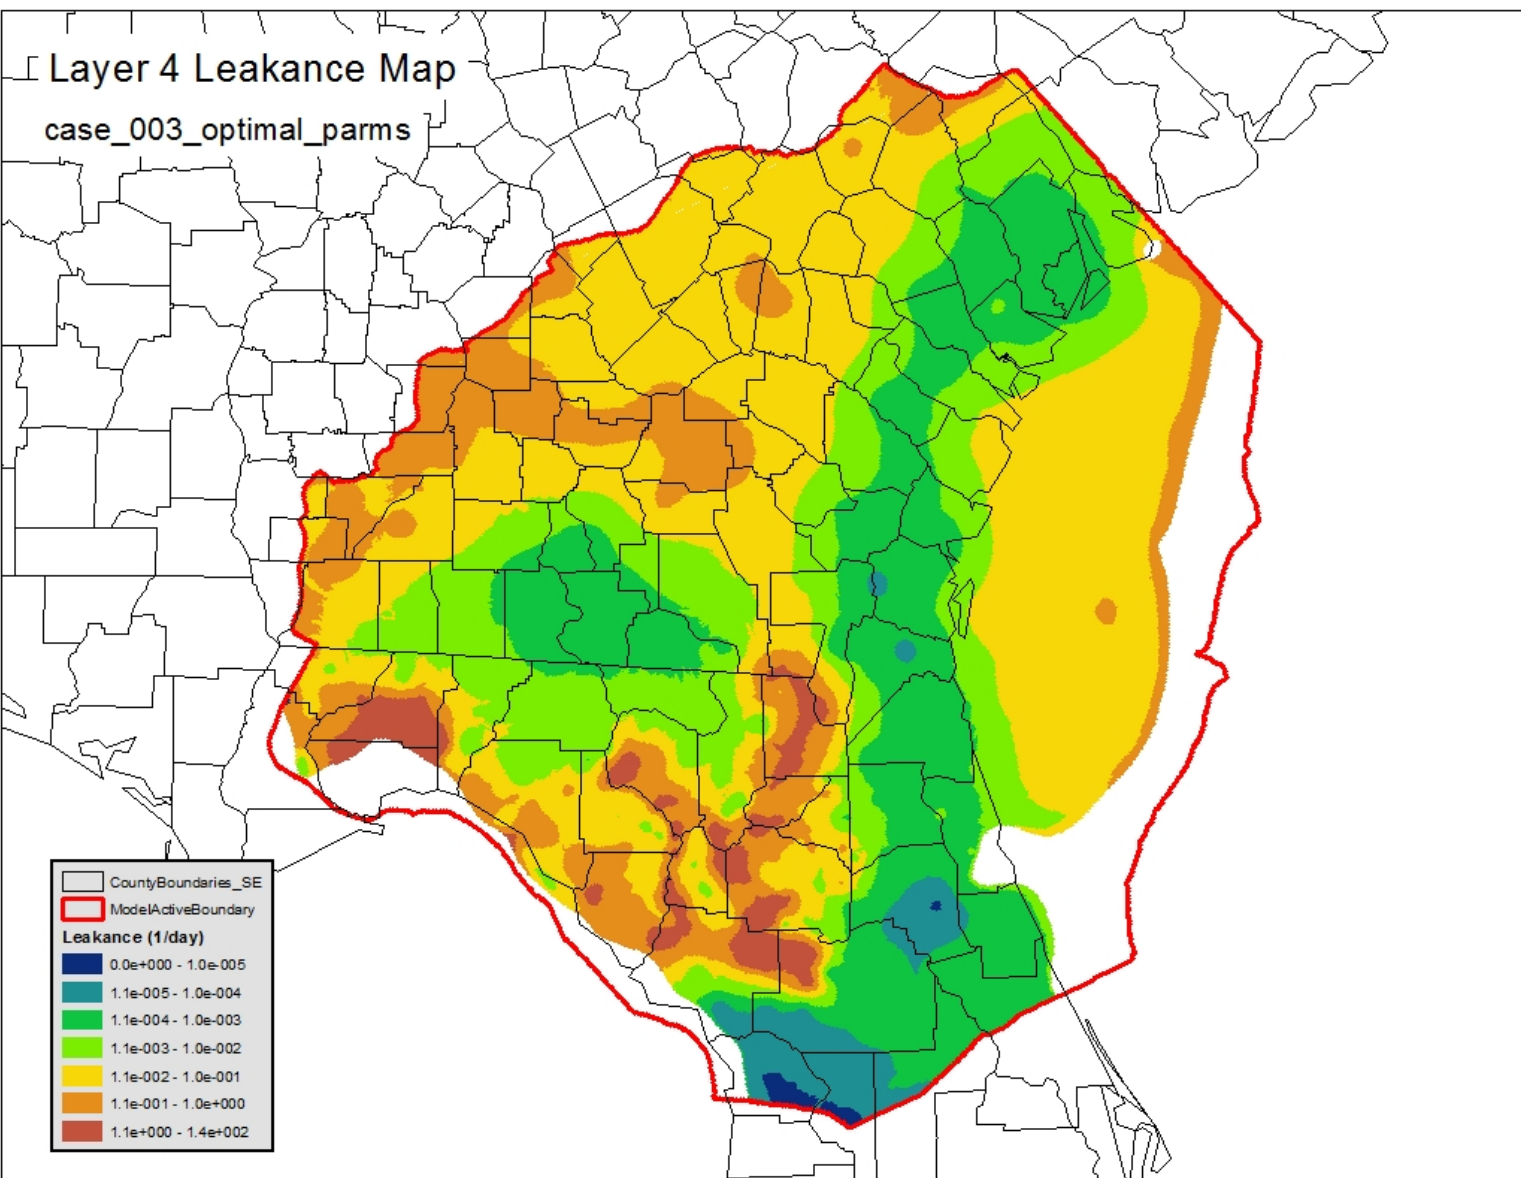 Layer 4 Leakance Map
case_003_optimal_parms
CountyBoundaries_SE
ModelActiveBoundary
Leakance (1/day)
0.0e+000 - 1.0e-005
1.1e-005 - 1.0e-004
1.1e-004 - 1.0e-003
1.1e-003 - 1.0e-002
1.1e-002 - 1.0e-001
1.1e-001 - 1.0e+000
1.1e+000 - 1.4e+002